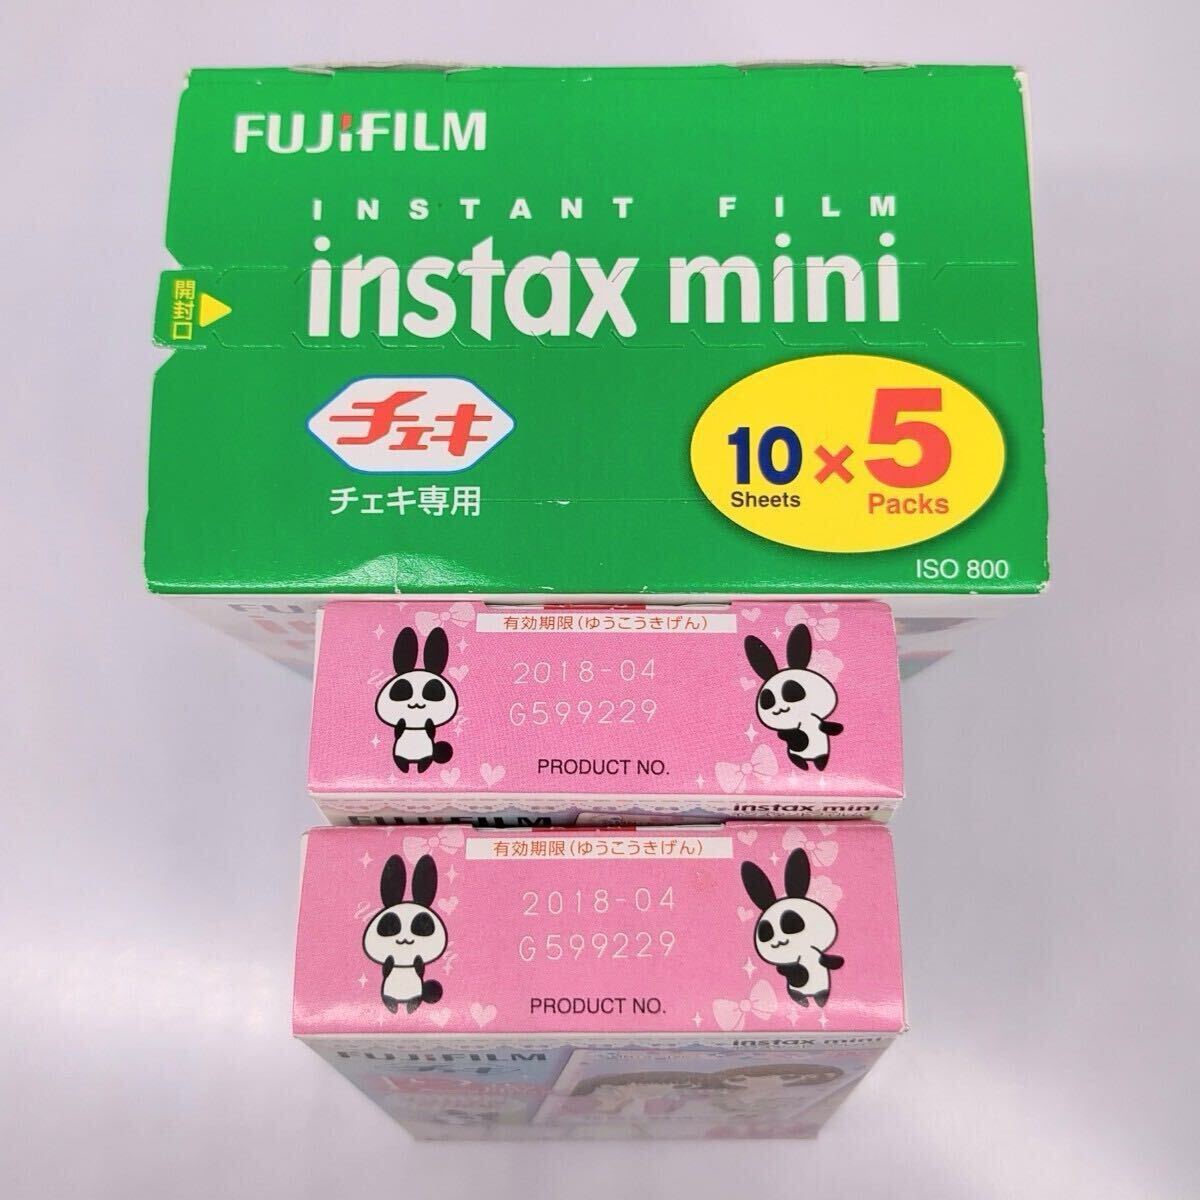 FUJIFILM
INSTANT FILM
instax mini
開封口
チェキ
チェキ専用
10 Sheets × 5 Packs
ISO 800
有効期限(ゆうこうきげん)
2018-04
G599229
PRODUCT NO.
instax mini
FUJIFILM
有効期限(ゆうこうきげん)
2018-04
G599229
PRODUCT NO.
instax mini
FUJIFILM
チェキ